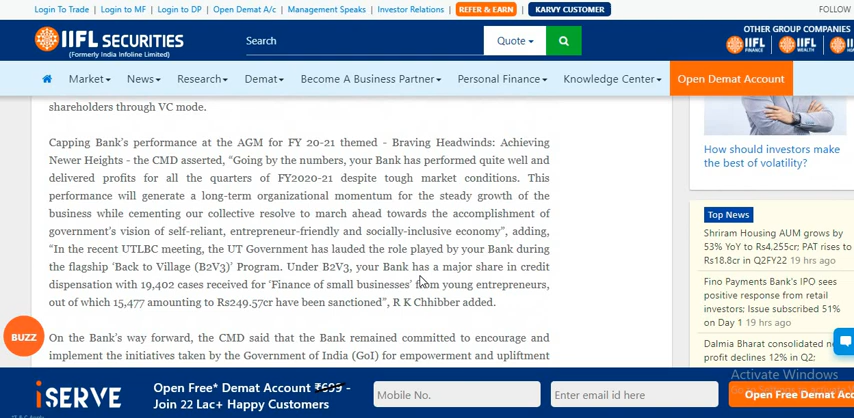 Login To Trade | Login to MF | Login to DP | Open Demat A/c | Management Speaks | Investor Relations | REFER & EARN KARVY CUSTOMER FOLLOW
IIFL SECURITIES
(Formerly India Infoline Limited)
Search Quote
OTHER GROUP COMPANIES
IIFL FINANCE IIFL WEALTH
Market News Research Demat Become A Business Partner Personal Finance Knowledge Center Open Demat Account
shareholders through VC mode.
Capping Bank's performance at the AGM for FY 20-21 themed - Braving Headwinds: Achieving
Newer Heights - the CMD asserted, "Going by the numbers, your Bank has performed quite well and
delivered profits for all the quarters of FY2020-21 despite tough market conditions. This
performance will generate a long-term organizational momentum for the steady growth of the
business while cementing our collective resolve to march ahead towards the accomplishment of
government's vision of self-reliant, entrepreneur-friendly and socially-inclusive economy", adding,
"In the recent UTLBC meeting, the UT Government has lauded the role played by your Bank during
the flagship 'Back to Village (B2V3)' Program. Under B2V3, your Bank has a major share in credit
dispensation with 19,402 cases received for 'Finance of small businesses' from young entrepreneurs,
out of which 15,477 amounting to Rs249.57cr have been sanctioned", R K Chhibber added.
On the Bank's way forward, the CMD said that the Bank remained committed to encourage and
implement the initiatives taken by the Government of India (GoI) for empowerment and upliftment
How should investors make
the best of volatility?
Top News
Shriram Housing AUM grows by
53% YoY to Rs4,255cr; PAT rises to
Rs18.8cr in Q2FY22 19 hrs ago
Fino Payments Bank's IPO sees
positive response from retail
investors; Issue subscribed 51%
on Day 1 19 hrs ago
Dalmia Bharat consolidated
profit declines 12% in Q2:
BUZZ
Activate Windows
iSERVE
Open Free* Demat Account ₹699 -
Join 22 Lac+ Happy Customers
Mobile No.
Enter email id here
Open Free Demat Acc